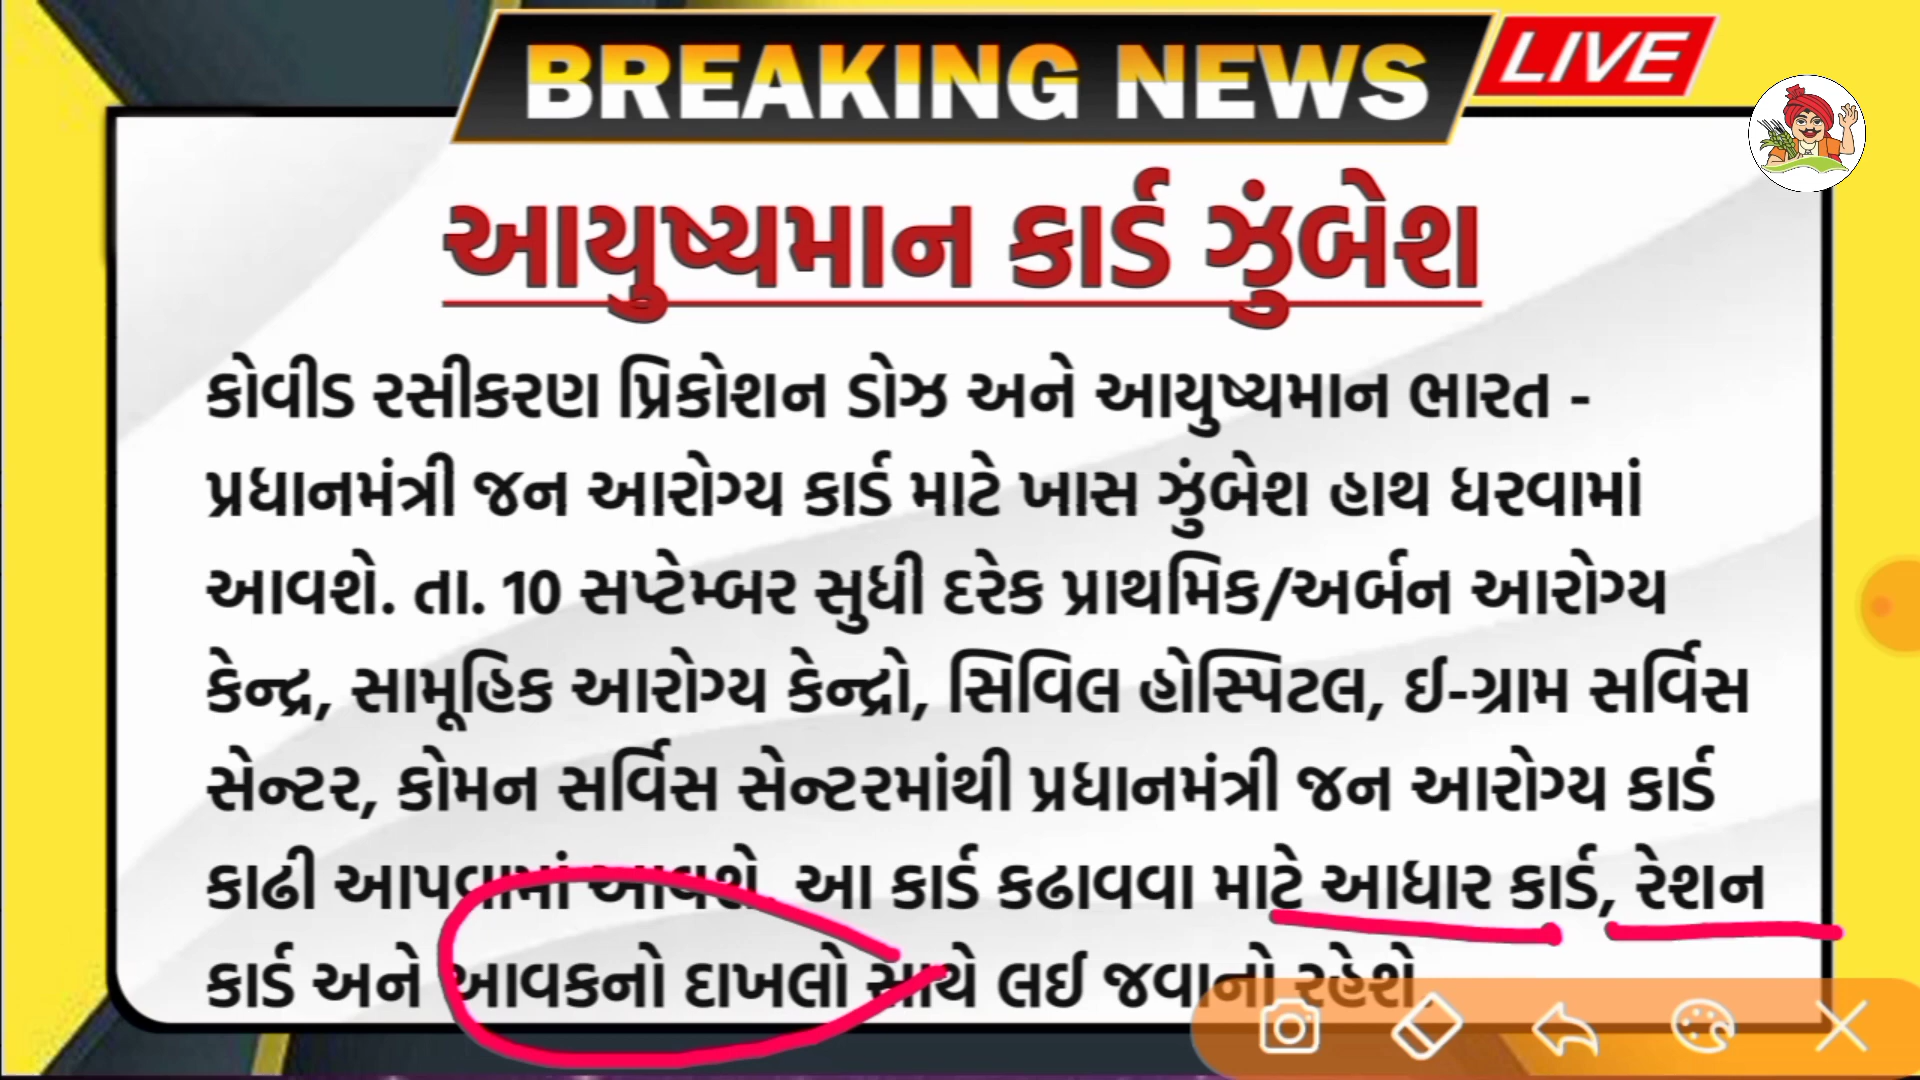 BREAKING NEWS
LIVE
આયુષ્યમાન કાર્ડ ઝુંબેશ
કોવીડ રસીકરણ પ્રિકોશન ડોઝ અને આયુષ્યમાન ભારત -
પ્રધાનમંત્રી જન આરોગ્ય કાર્ડ માટે ખાસ ઝુંબેશ હાથ ધરવામાં
આવશે. તા. 10 સપ્ટેમ્બર સુધી દરેક પ્રાથમિક/અર્બન આરોગ્ય
કેન્દ્ર, સામૂહિક આરોગ્ય કેન્દ્રો, સિવિલ હોસ્પિટલ, ઈ-ગ્રામ સર્વિસ
સેન્ટર, કોમન સર્વિસ સેન્ટરમાંથી પ્રધાનમંત્રી જન આરોગ્ય કાર્ડ
કાઢી આપવામાં આવશે. આ કાર્ડ કઢાવવા માટે આધાર કાર્ડ, રેશન
કાર્ડ અને આવકનો દાખલો સાથે લઈ જવાનો રહેશે.